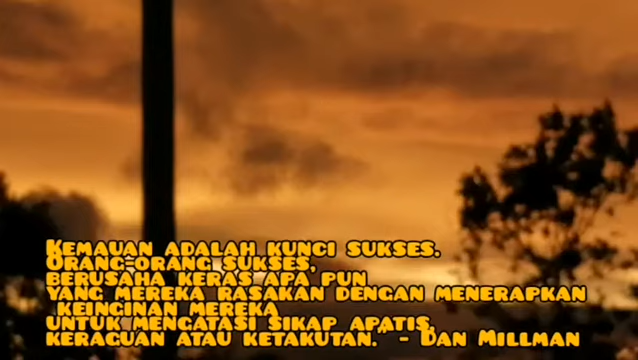 Kemauan adalah kunci sukses.
Orang-orang sukses,
berusaha keras apa pun
yang mereka rasakan dengan menerapkan
keinginan mereka
untuk mengatasi sikap apatis,
keraguan atau ketakutan." - Dan Millman